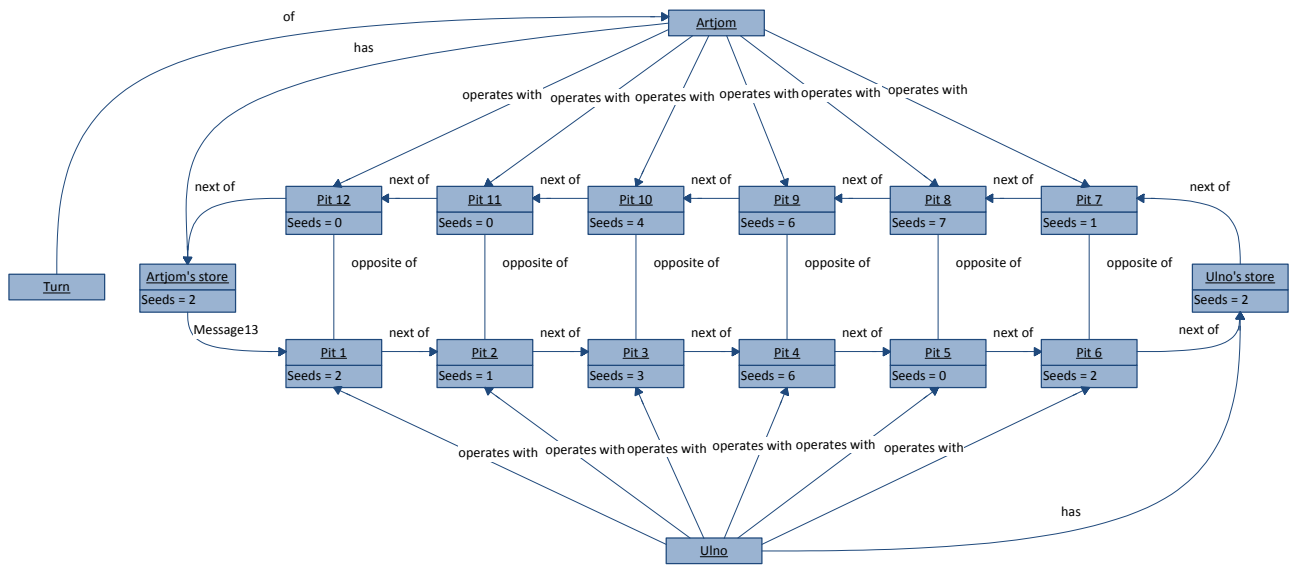 of
Artjom
has
operates with
operates with
operates with
operates with
operates with
operates with
next of
Pit 12
Seeds = 0
next of
Pit 11
Seeds = 0
next of
Pit 10
Seeds = 4
next of
Pit 9
Seeds = 6
next of
Pit 8
Seeds = 7
next of
Pit 7
Seeds = 1
next of
Turn
Artjom's store
Seeds = 2
opposite of
opposite of
opposite of
opposite of
opposite of
opposite of
Ulno's store
Seeds = 2
Message13
Pit 1
Seeds = 2
next of
Pit 2
Seeds = 1
next of
Pit 3
Seeds = 3
next of
Pit 4
Seeds = 6
next of
Pit 5
Seeds = 0
next of
Pit 6
Seeds = 2
next of
operates with
operates with
operates with
operates with
operates with
operates with
has
Ulno